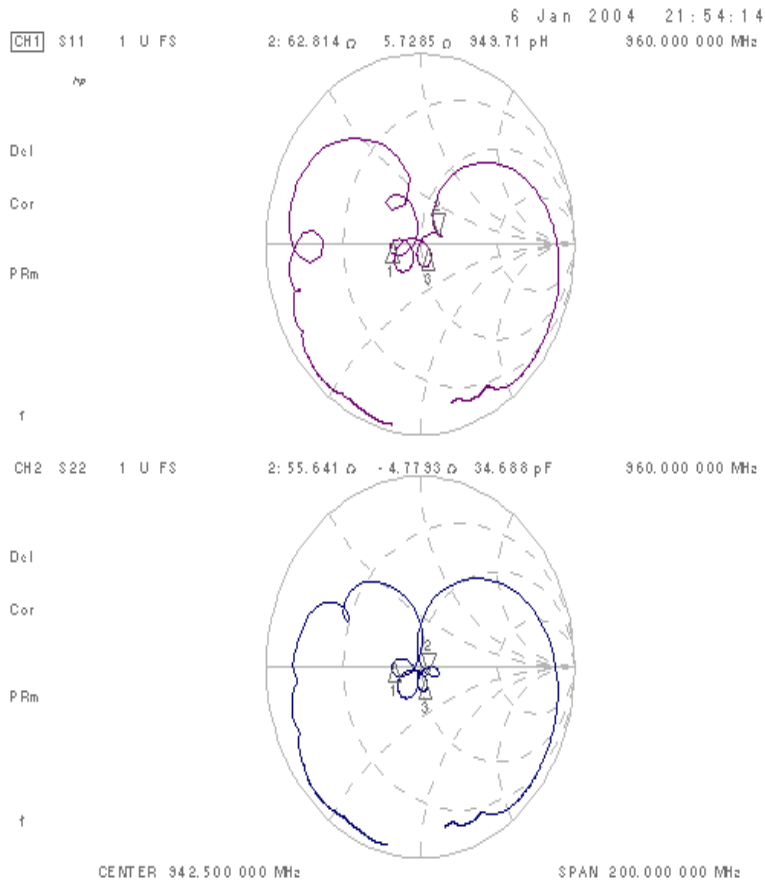 6 Jan 2004 21:54:14
CH1 S11 1 U FS 2: 62.814 Ω 5.7285 Ω 949.71 pH 960.000 000 MHz
hp
2
Del
Cor
1
3
PRm
↑
CH2 S22 1 U FS 2: 55.641 Ω -4.7793 Ω 34.688 pF 960.000 000 MHz
Del
Cor
2
1
3
PRm
↑
CENTER 942.500 000 MHz SPAN 200.000 000 MHz